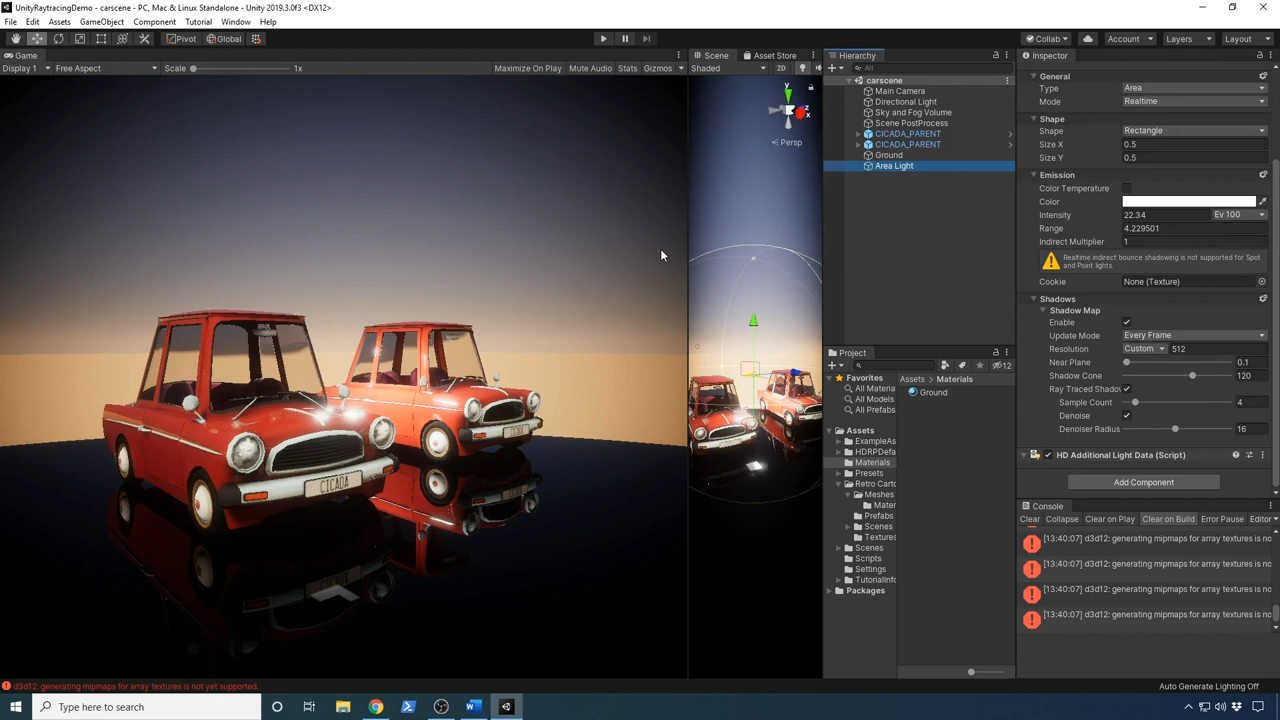 UnityRaytracingDemo - carscene - PC, Mac & Linux Standalone - Unity 2019.3.0f3 <DX12>
File Edit Assets GameObject Component Tutorial Window Help
Pivot Global Collab Account Layers Layout
Game Scene Asset Store Hierarchy Inspector
Display 1 Free Aspect Scale 1x Maximize On Play Mute Audio Stats Gizmos Shaded 2D All
carscene
Main Camera
Directional Light
Sky and Fog Volume
Scene PostProcess
CICADA_PARENT
CICADA_PARENT
Ground
Area Light
y
z
x
< Persp
CICADA
CICADA
General
Type Area
Mode Realtime
Shape
Shape Rectangle
Size X 0.5
Size Y 0.5
Emission
Color Temperature
Color
Intensity 22.34 Ev 100
Range 4.229501
Indirect Multiplier 1
Realtime indirect bounce shadowing is not supported for Spot
and Point lights.
Cookie None (Texture)
Shadows
Shadow Map
Enable
Update Mode Every Frame
Resolution Custom 512
Near Plane 0.1
Shadow Cone 120
Ray Traced Shadov
Sample Count 4
Denoise
Denoiser Radius 16
HD Additional Light Data (Script)
Add Component
Project
12
Favorites
All Materia
All Models
All Prefabs
Assets
ExampleAs
HDRPDefa
Materials
Presets
Retro Carto
Meshes
Mater
Prefabs
Scenes
Textures
Scenes
Scripts
Settings
TutorialInfo
Packages
Assets > Materials
Ground
Console
Clear Collapse Clear on Play Clear on Build Error Pause Editor
[13:40:07] d3d12: generating mipmaps for array textures is no
[13:40:07] d3d12: generating mipmaps for array textures is no
[13:40:07] d3d12: generating mipmaps for array textures is no
[13:40:07] d3d12: generating mipmaps for array textures is no
d3d12: generating mipmaps for array textures is not yet supported.
Auto Generate Lighting Off
Type here to search